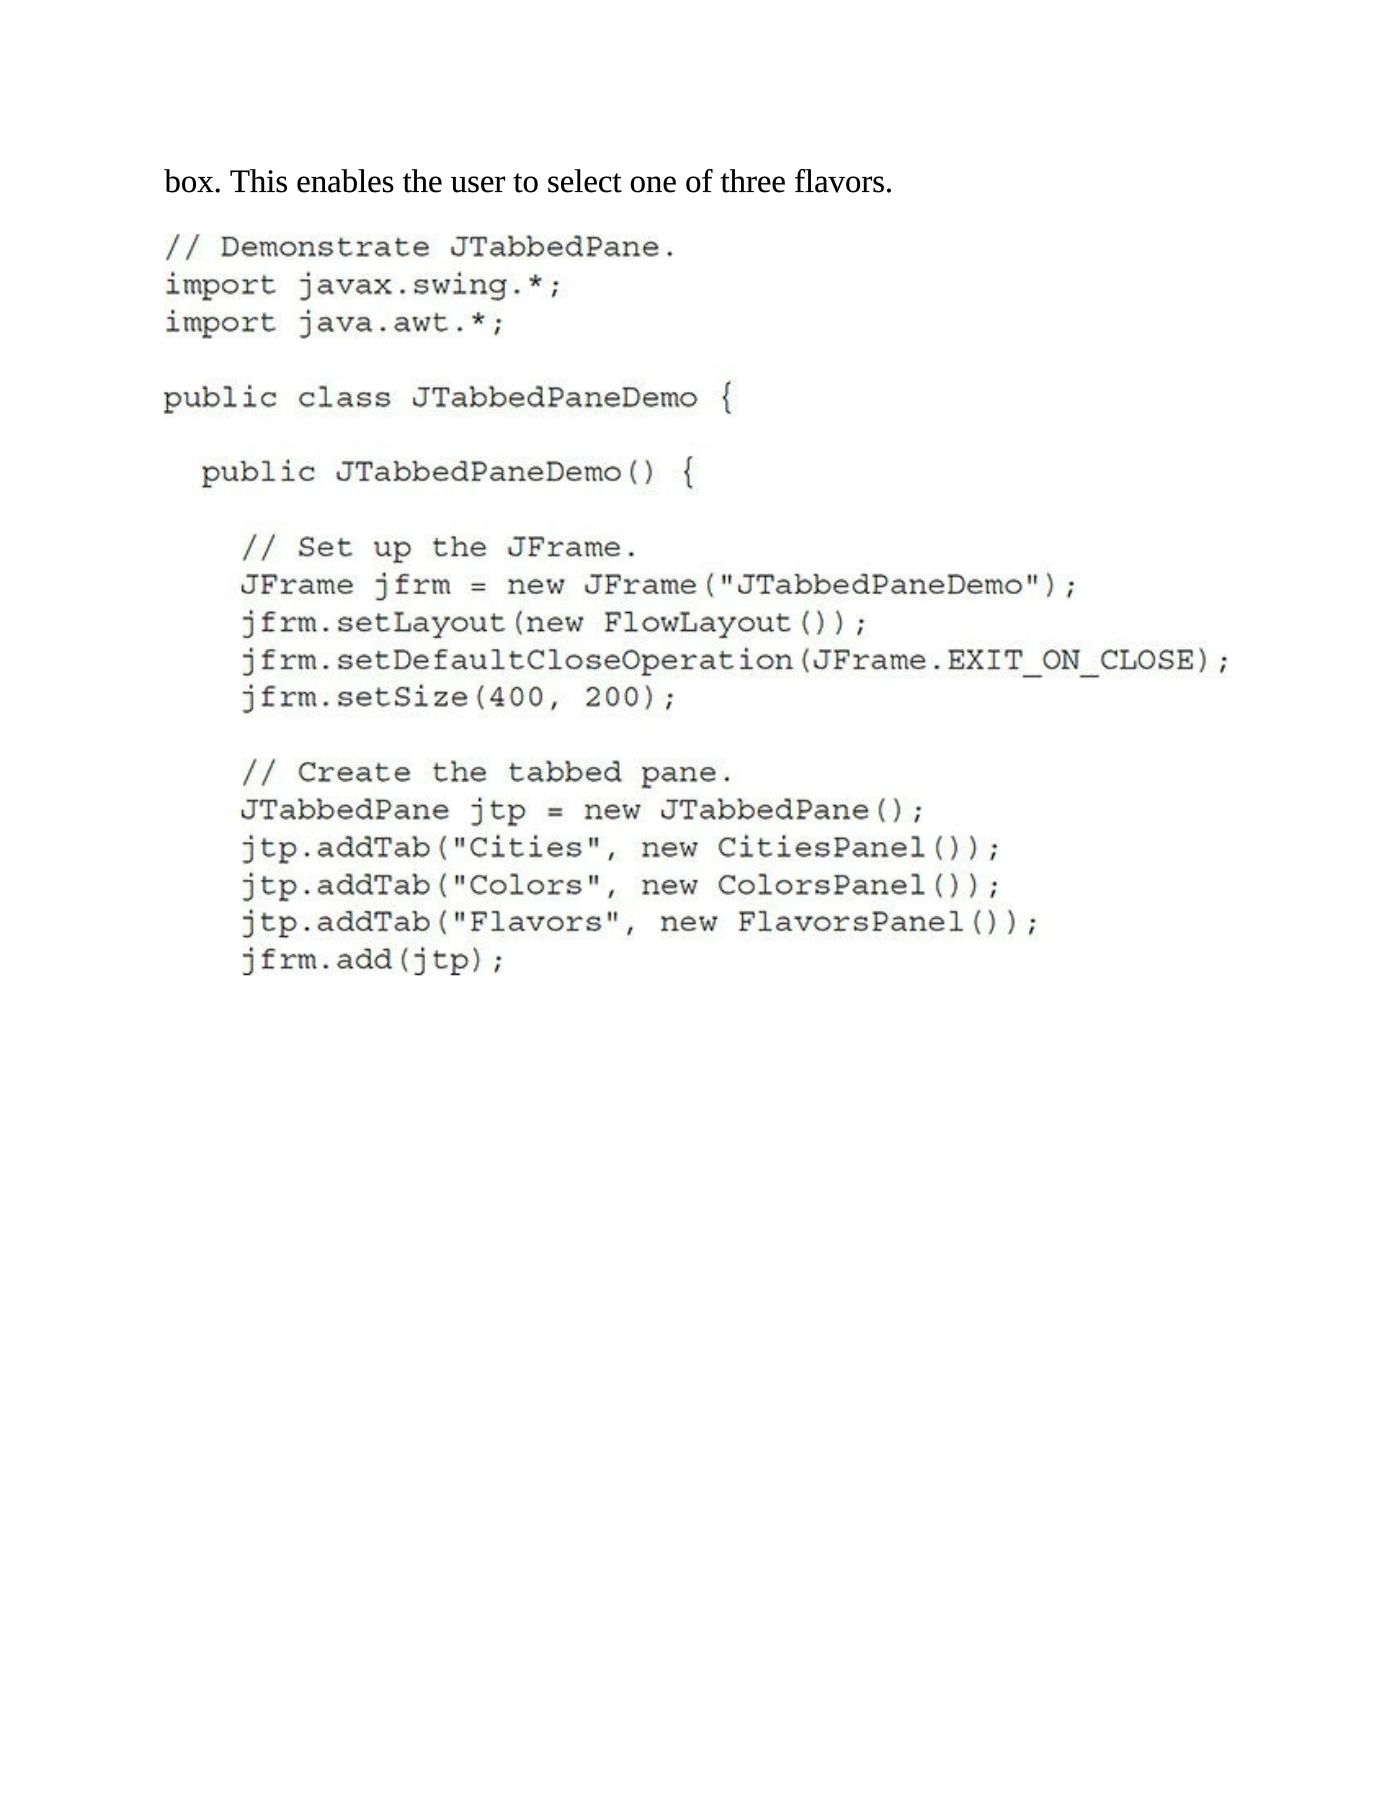 box. This enables the user to select one of three flavors.
// Demonstrate JTabbedPane.
import javax.swing.*;
import java.awt.*;
public class JTabbedPaneDemo {
public JTabbedPaneDemo() {
// Set up the JFrame.
JFrame jfrm = new JFrame("JTabbedPaneDemo");
jfrm.setLayout(new FlowLayout());
jfrm.setDefaultCloseOperation(JFrame.EXIT_ON_CLOSE);
jfrm.setSize(400, 200);
// Create the tabbed pane.
JTabbedPane jtp = new JTabbedPane();
jtp.addTab("Cities", new CitiesPanel());
jtp.addTab("Colors", new ColorsPanel());
jtp.addTab("Flavors", new FlavorsPanel());
jfrm.add(jtp);